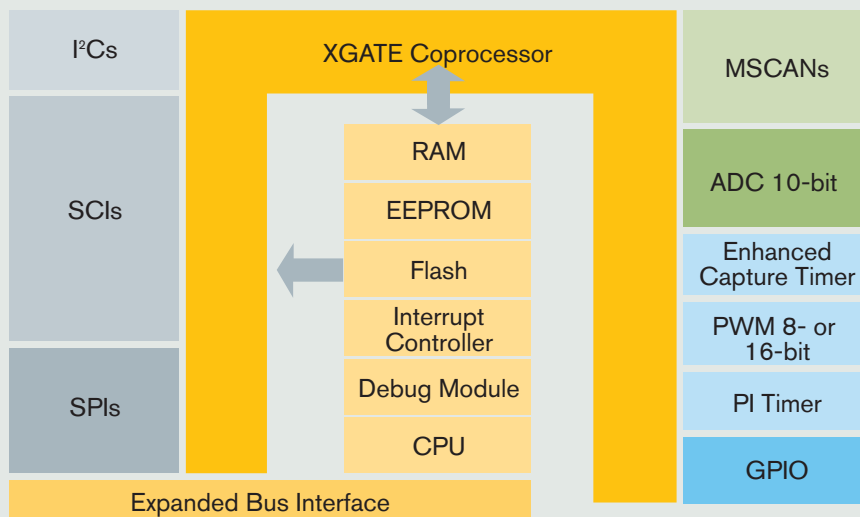 I²Cs
SCIs
SPIs
XGATE Coprocessor
RAM
EEPROM
Flash
Interrupt
Controller
Debug Module
CPU
Expanded Bus Interface
MSCANs
ADC 10-bit
Enhanced
Capture Timer
PWM 8- or
16-bit
PI Timer
GPIO